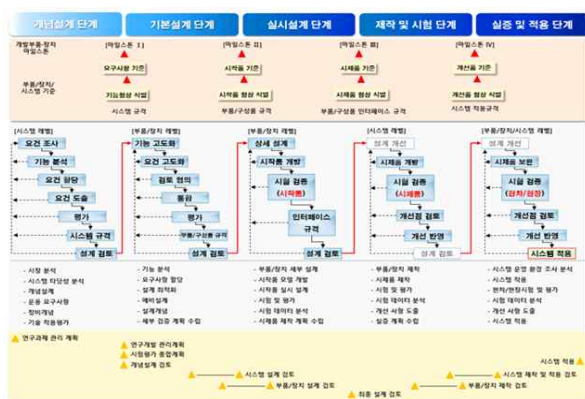 개념설계 단계
기본설계 단계
실시설계 단계
제작 및 시험 단계
실증 및 적용 단계
개발부품·장치
마일스톤
[마일스톤 Ⅰ]
[마일스톤 Ⅱ]
[마일스톤 Ⅲ]
[마일스톤 Ⅳ]
요구사항 기준
시작품 기준
시제품 기준
개선품 기준
부품/장치/
시스템 기준
기능형상 식별
시작품 형상 식별
시제품 형상 식별
개선품 형상 식별
시스템 규격
부품/구성품 규격
부품/구성품 인터페이스 규격
시스템 적용규격
[시스템 레벨]
요건 조사
기능 분석
요건 할당
요건 도출
평가
시스템 규격
설계 검토
[부품/장치 레벨]
기능 고도화
요건 고도화
검토 협의
통합
평가
부품/구성품 규격
설계 검토
[부품/장치 레벨]
상세 설계
시작품 개발
시험 검증
(시작품)
인터페이스
규격
설계 검토
[시스템 레벨]
설계 개선
시제품 개발
시험 검증
(시제품)
개선점 검토
개선 반영
설계 검토
[부품/장치/시스템 레벨]
설계 개선
시제품 보완
시험 검증
개선점 검토
개선 반영
시스템 적용
- 시장 분석
- 시스템 타당성 분석
- 개념설계
- 운용 요구사항
- 장비개념
- 기술 적용평가
- 기능 분석
- 요구사항 할당
- 설계 최적화
- 예비설계
- 설계개념
- 세부 검증 계획 수립
- 부품/장치 세부 설계
- 시작품 모델 개발
- 시작품 실시 설계
- 시험 및 평가
- 시험 데이터 분석
- 시제품 제작 계획 수립
- 부품/장치 제작
- 시제품 제작
- 시험 및 평가
- 시험 데이터 분석
- 개선 사항 도출
- 실증 계획 수립
- 시스템 운영 환경 조사 분석
- 시스템 적용
- 현차/현장시험 및 평가
- 시험 데이터 분석
- 개선 사항 도출
- 시스템 적용
연구과제 관리 계획
연구개발 관리계획
시험평가 종합계획
개념설계 검토
시스템 설계 검토
부품/장치 설계 검토
최종 설계 검토
부품/장치 제작 검토
시스템 제작 및 적용 검토
시스템 적용